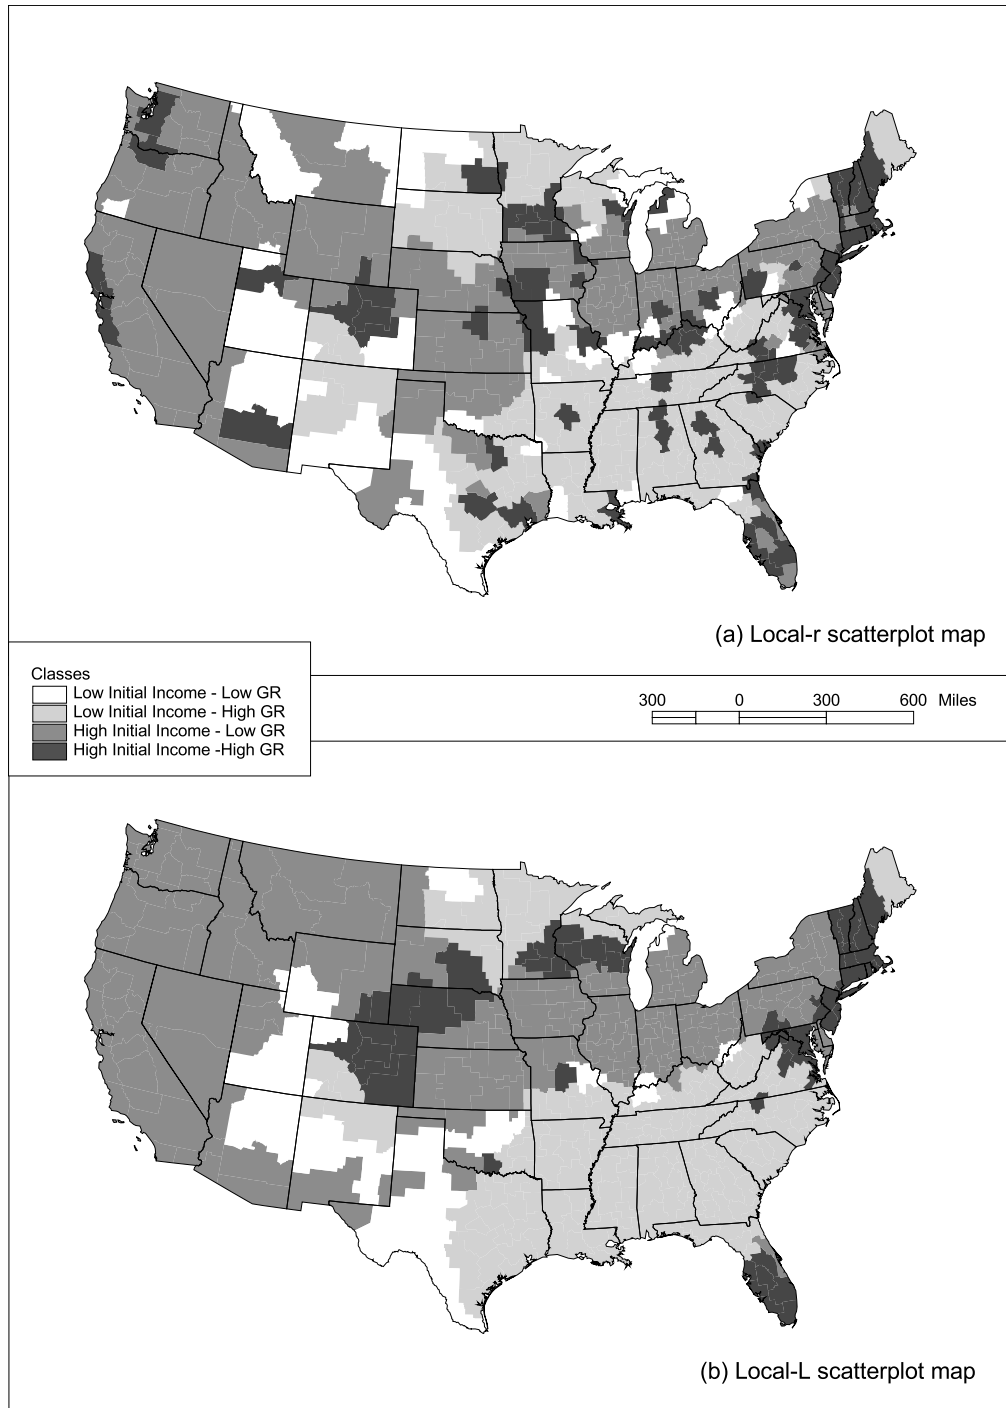 (a) Local-r scatterplot map
Classes
Low Initial Income - Low GR
Low Initial Income - High GR
High Initial Income - Low GR
High Initial Income -High GR
300 0 300 600 Miles
(b) Local-L scatterplot map